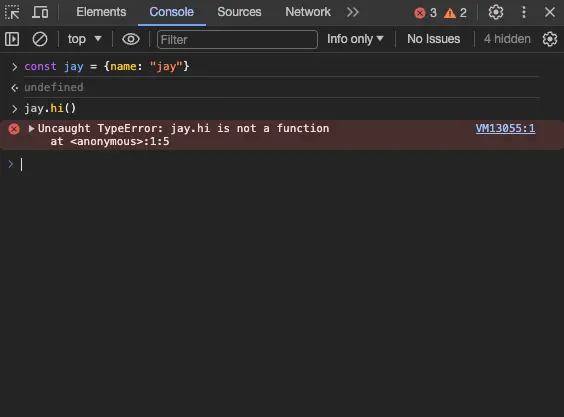 Elements Console Sources Network 3 2
top Filter Info only No Issues 4 hidden
const jay = {name: "jay"}
undefined
jay.hi()
Uncaught TypeError: jay.hi is not a function VM13055:1
at <anonymous>:1:5